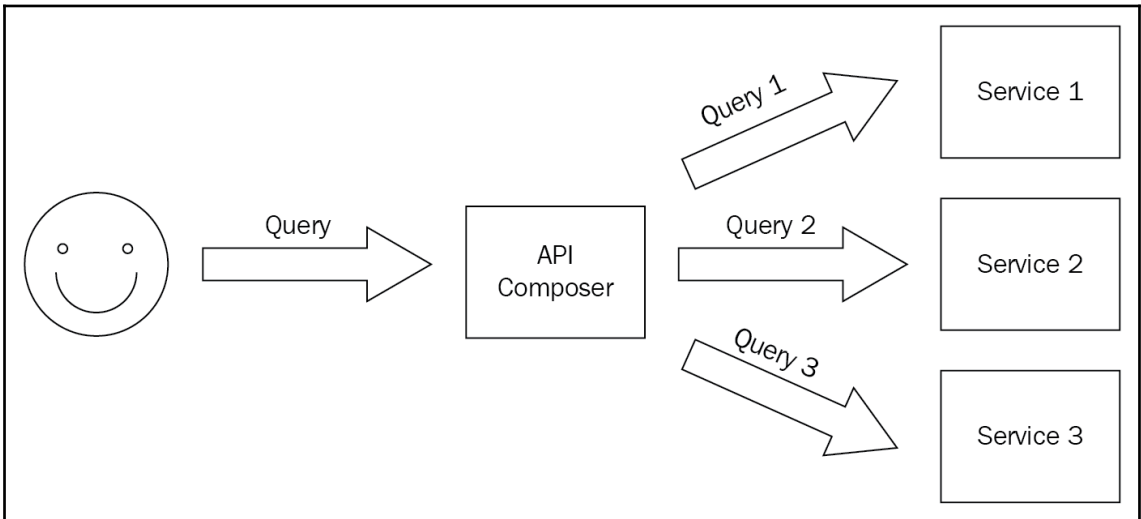 Query
API
Composer
Query 1
Service 1
Query 2
Service 2
Query 3
Service 3